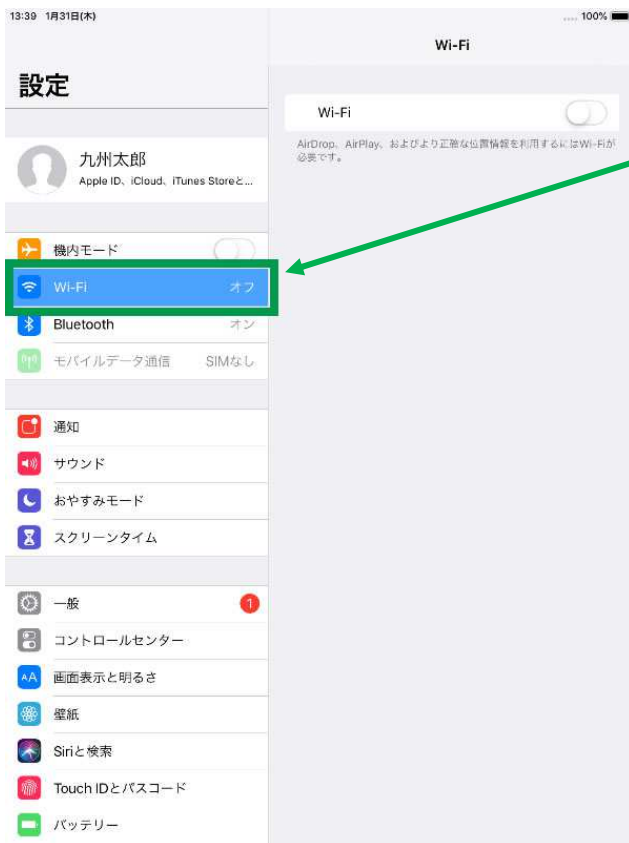 13:39 1月31日(木)
100%
設定
九州太郎
Apple ID、iCloud、iTunes Storeと...
機内モード
Wi-Fi オフ
Bluetooth オン
モバイルデータ通信 SIMなし
通知
サウンド
おやすみモード
スクリーンタイム
一般 1
コントロールセンター
AA 画面表示と明るさ
壁紙
Siriと検索
Touch IDとパスコード
バッテリー
Wi-Fi
Wi-Fi
AirDrop、AirPlay、およびより正確な位置情報を利用するにはWi-Fiが
必要です。